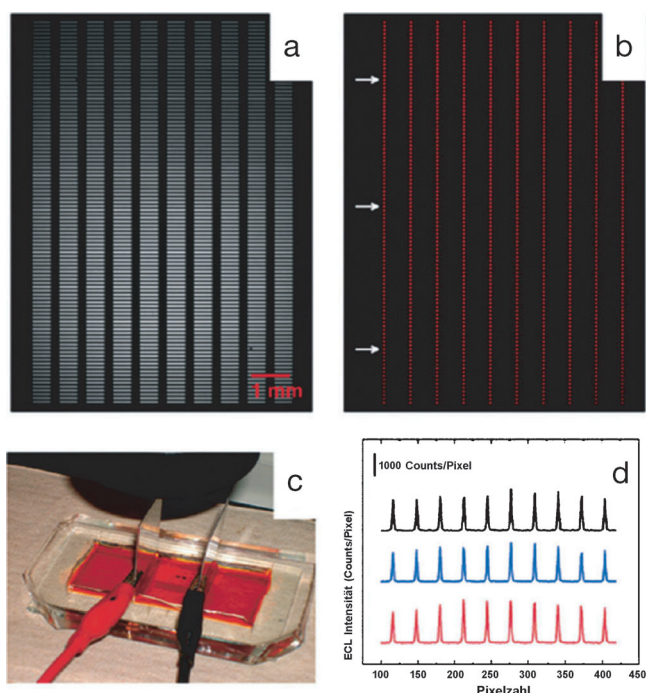 a
b
1 mm
c
d
1000 Counts/Pixel
ECL Intensität (Counts/Pixel)
100 150 200 250 300 350 400 450
Pixelzahl